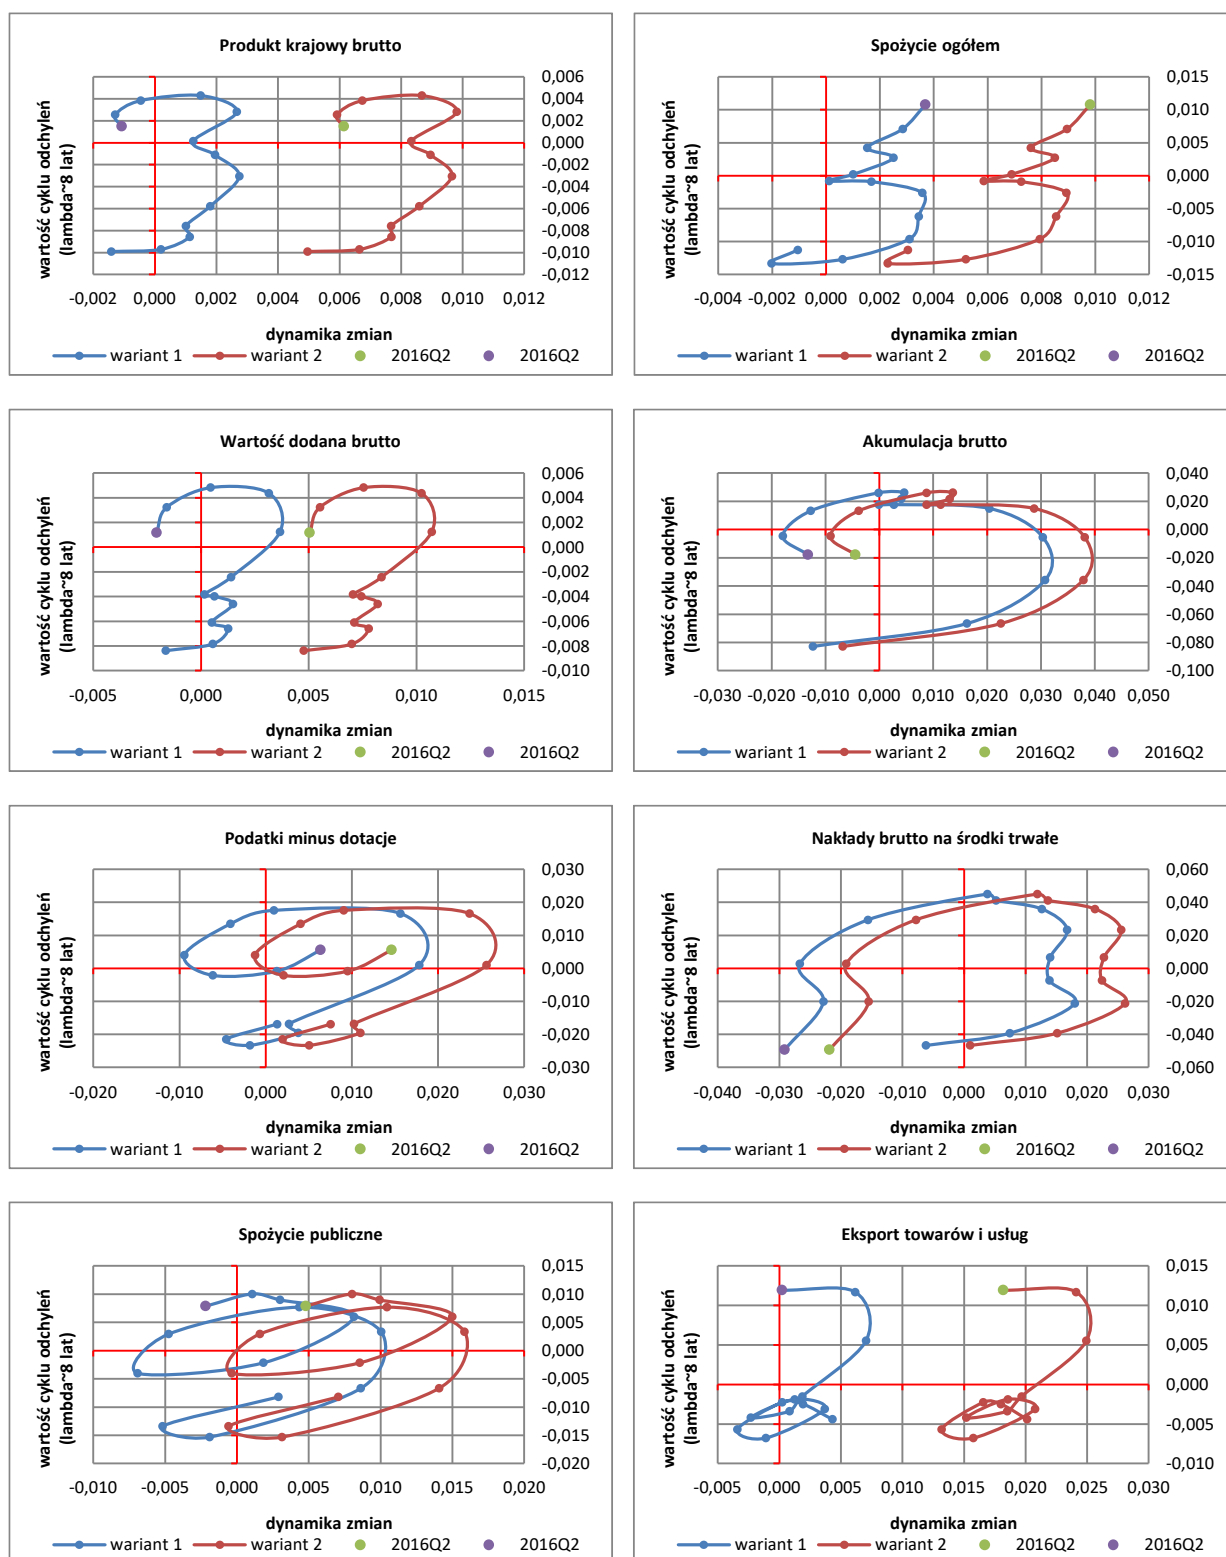 Produkt krajowy brutto
wartość cyklu odchyleń
(lambda~8 lat)
0,006
0,004
0,002
0,000
-0,002
-0,004
-0,006
-0,008
-0,010
-0,012
-0,002 0,000 0,002 0,004 0,006 0,008 0,010 0,012
dynamika zmian
wariant 1 wariant 2 2016Q2 2016Q2
Spożycie ogółem
wartość cyklu odchyleń
(lambda~8 lat)
0,015
0,010
0,005
0,000
-0,005
-0,010
-0,015
-0,004 -0,002 0,000 0,002 0,004 0,006 0,008 0,010 0,012
dynamika zmian
wariant 1 wariant 2 2016Q2 2016Q2
Wartość dodana brutto
wartość cyklu odchyleń
(lambda~8 lat)
0,006
0,004
0,002
0,000
-0,002
-0,004
-0,006
-0,008
-0,010
-0,005 0,000 0,005 0,010 0,015
dynamika zmian
wariant 1 wariant 2 2016Q2 2016Q2
Akumulacja brutto
wartość cyklu odchyleń
(lambda~8 lat)
0,040
0,020
0,000
-0,020
-0,040
-0,060
-0,080
-0,100
-0,030 -0,020 -0,010 0,000 0,010 0,020 0,030 0,040 0,050
dynamika zmian
wariant 1 wariant 2 2016Q2 2016Q2
Podatki minus dotacje
wartość cyklu odchyleń
(lambda~8 lat)
0,030
0,020
0,010
0,000
-0,010
-0,020
-0,030
-0,020 -0,010 0,000 0,010 0,020 0,030
dynamika zmian
wariant 1 wariant 2 2016Q2 2016Q2
Nakłady brutto na środki trwałe
wartość cyklu odchyleń
(lambda~8 lat)
0,060
0,040
0,020
0,000
-0,020
-0,040
-0,060
-0,040 -0,030 -0,020 -0,010 0,000 0,010 0,020 0,030
dynamika zmian
wariant 1 wariant 2 2016Q2 2016Q2
Spożycie publiczne
wartość cyklu odchyleń
(lambda~8 lat)
0,015
0,010
0,005
0,000
-0,005
-0,010
-0,015
-0,020
-0,010 -0,005 0,000 0,005 0,010 0,015 0,020
dynamika zmian
wariant 1 wariant 2 2016Q2 2016Q2
Eksport towarów i usług
wartość cyklu odchyleń
(lambda~8 lat)
0,015
0,010
0,005
0,000
-0,005
-0,010
-0,005 0,000 0,005 0,010 0,015 0,020 0,025 0,030
dynamika zmian
wariant 1 wariant 2 2016Q2 2016Q2